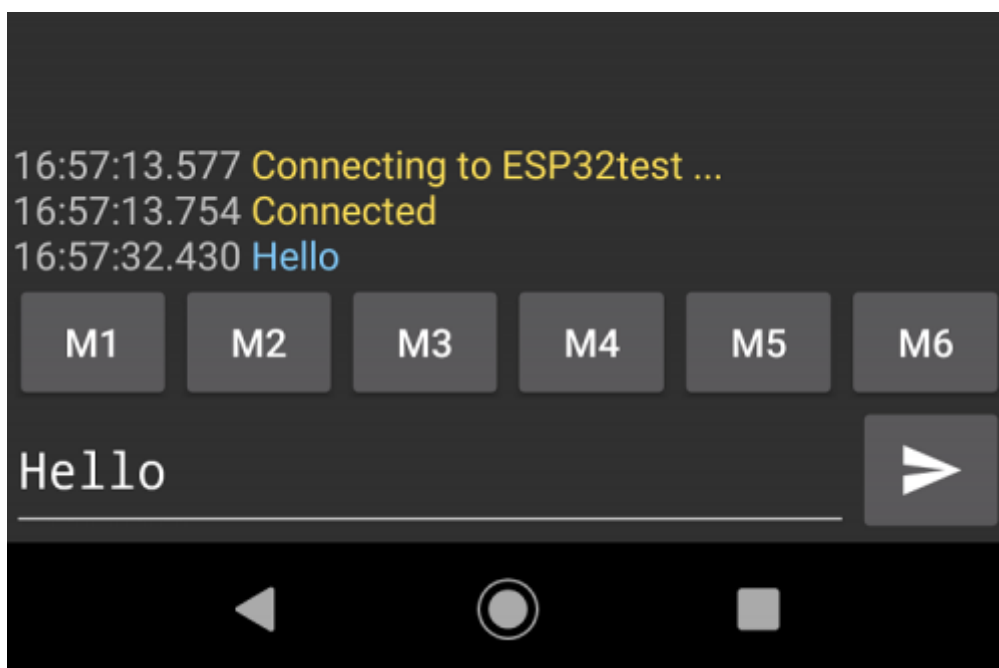 16:57:13.577 Connecting to ESP32test ...
16:57:13.754 Connected
16:57:32.430 Hello
M1 M2 M3 M4 M5 M6
Hello